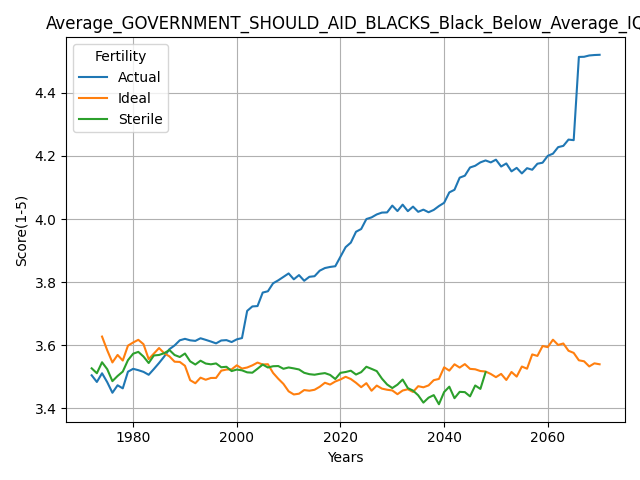 Average_GOVERNMENT_SHOULD_AID_BLACKS_Black_Below_Average_IQ
Fertility
Actual
Ideal
Sterile
4.4
4.2
4.0
3.8
3.6
3.4
Score(1-5)
1980 2000 2020 2040 2060
Years